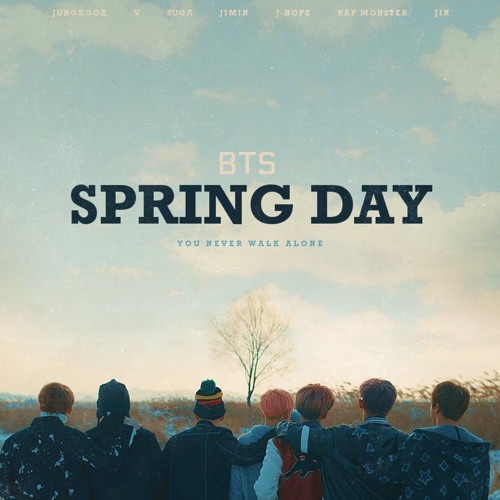 JUNGKOOK V SUGA JIMIN J-HOPE RAP MONSTER JIN
BTS
SPRING DAY
YOU NEVER WALK ALONE